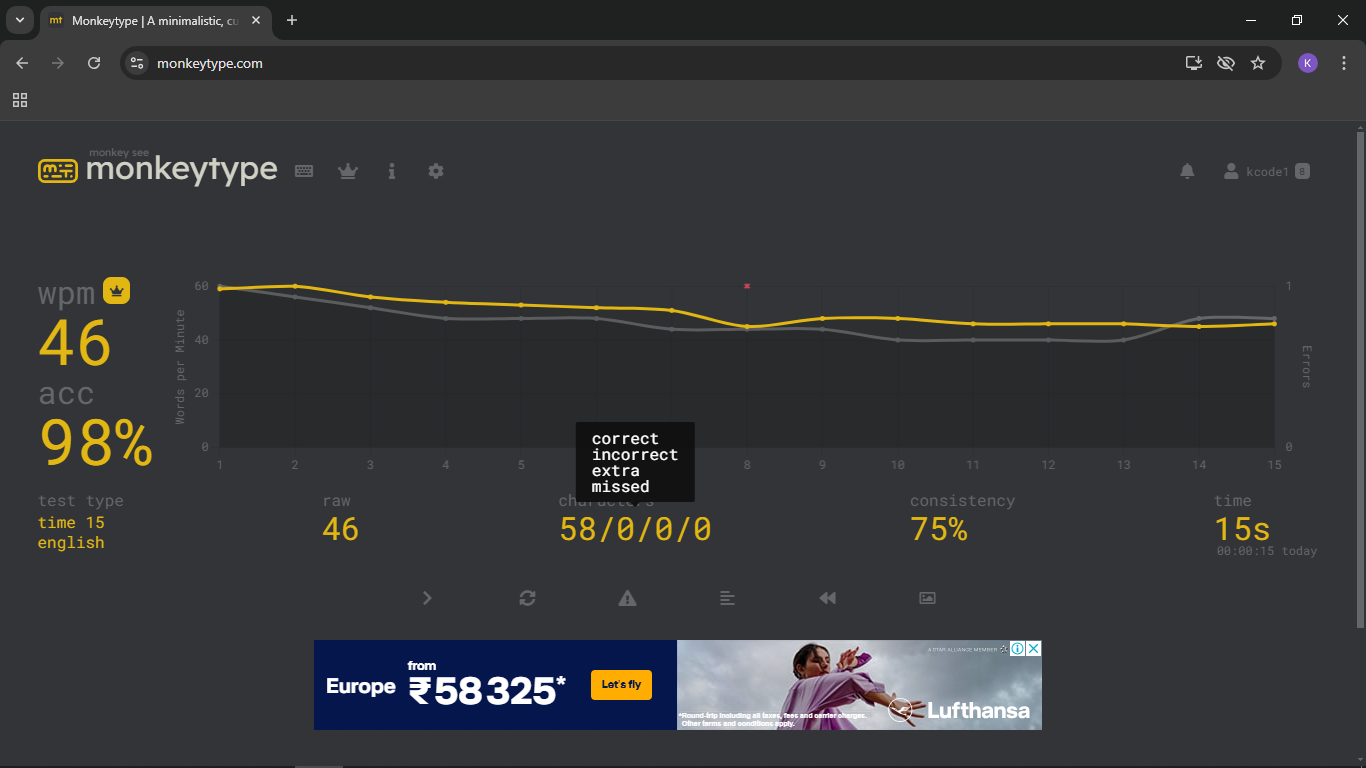 Monkeytype | A minimalistic, cu
monkeytype.com
K
monkey see
monkeytype
kcode1 8
wpm
46
acc
98%
Words per Minute
60
40
20
0
1 2 3 4 5 8 9 10 11 12 13 14 15
1
0
Errors
correct
incorrect
extra
missed
test type
time 15
english
raw
46
characters
58/0/0/0
consistency
75%
time
15s
00:00:15 today
Europe
from
₹58 325*
Let's fly
A STAR ALLIANCE MEMBER
*Round-trip including all taxes, fees and carrier charges.
Other terms and conditions apply.
Lufthansa